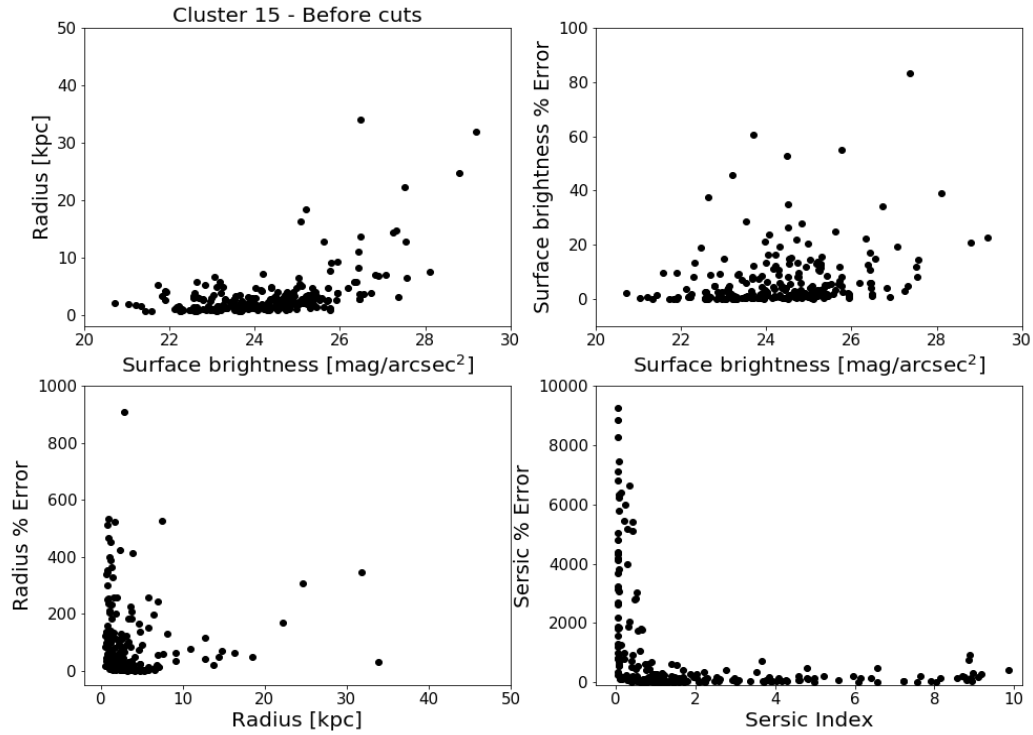 Cluster 15 - Before cuts
50
40
30
20
10
0
Radius [kpc]
20 22 24 26 28 30
Surface brightness [mag/arcsec²]
100
80
60
40
20
0
Surface brightness % Error
20 22 24 26 28 30
Surface brightness [mag/arcsec²]
1000
800
600
400
200
0
Radius % Error
0 10 20 30 40 50
Radius [kpc]
10000
8000
6000
4000
2000
0
Sersic % Error
0 2 4 6 8 10
Sersic Index